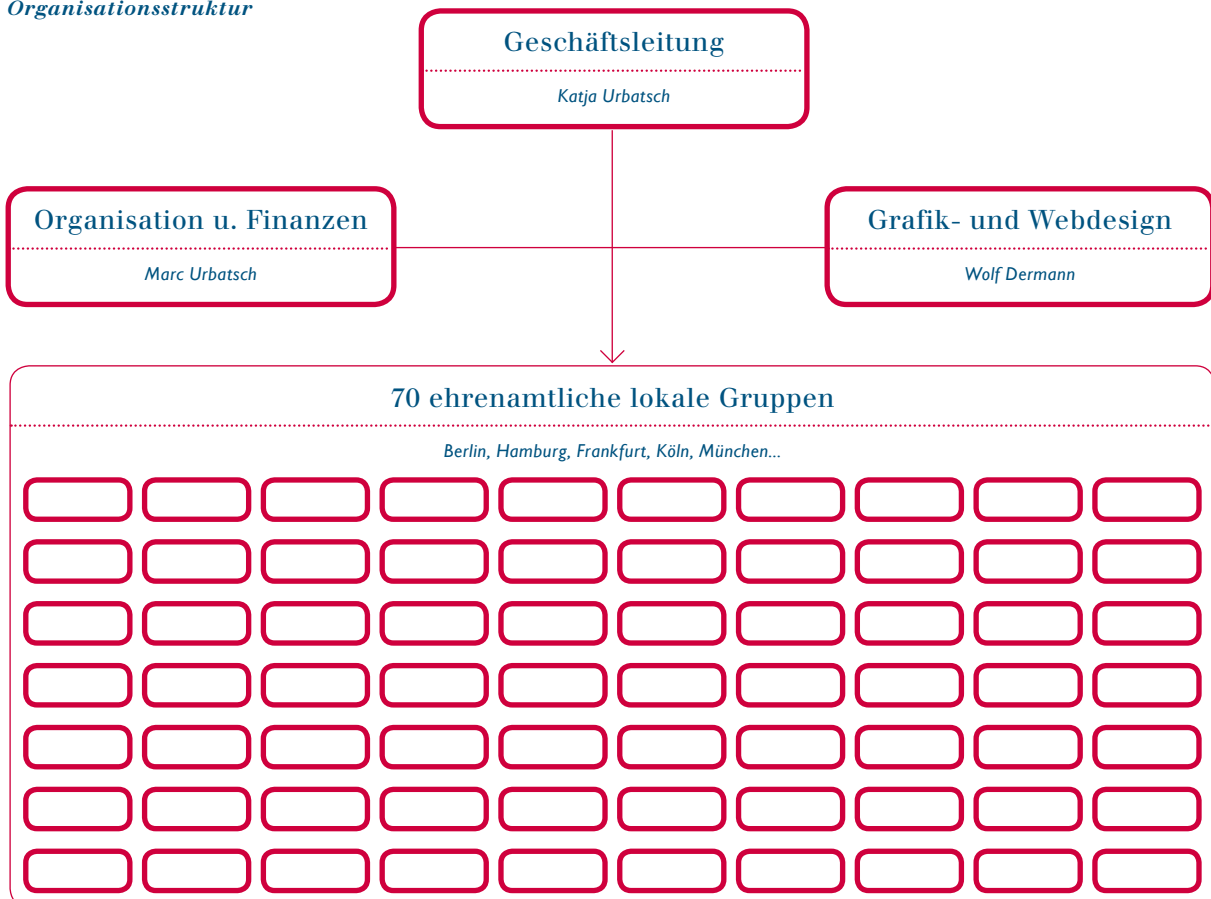 Organisationsstruktur
Geschäftsleitung
Katja Urbatsch
Organisation u. Finanzen
Marc Urbatsch
Grafik- und Webdesign
Wolf Dermann
70 ehrenamtliche lokale Gruppen
Berlin, Hamburg, Frankfurt, Köln, München...